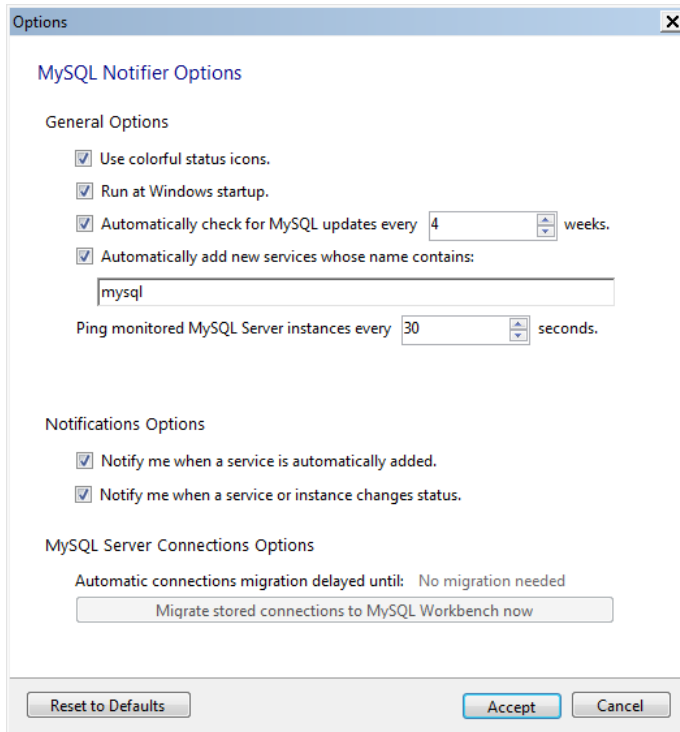 Options
MySQL Notifier Options
General Options
Use colorful status icons.
Run at Windows startup.
Automatically check for MySQL updates every 4 weeks.
Automatically add new services whose name contains:
mysql
Ping monitored MySQL Server instances every 30 seconds.
Notifications Options
Notify me when a service is automatically added.
Notify me when a service or instance changes status.
MySQL Server Connections Options
Automatic connections migration delayed until: No migration needed
Migrate stored connections to MySQL Workbench now
Reset to Defaults Accept Cancel